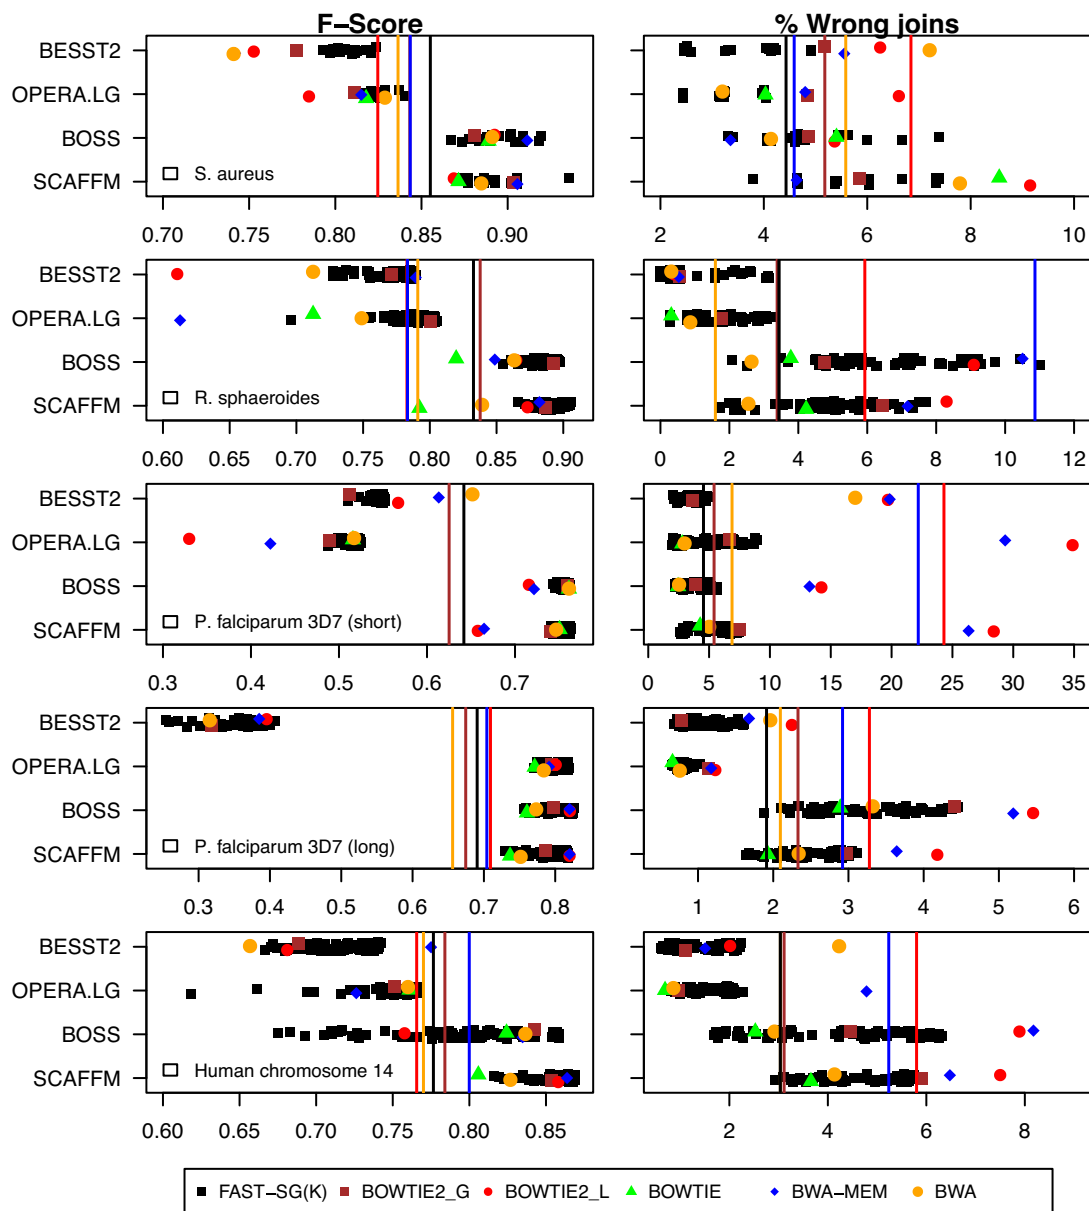 F−Score % Wrong joins
BESST2
OPERA.LG
BOSS
SCAFFM
S. aureus
0.70 0.75 0.80 0.85 0.90
2 4 6 8 10
BESST2
OPERA.LG
BOSS
SCAFFM
R. sphaeroides
0.60 0.65 0.70 0.75 0.80 0.85 0.90
0 2 4 6 8 10 12
BESST2
OPERA.LG
BOSS
SCAFFM
P. falciparum 3D7 (short)
0.3 0.4 0.5 0.6 0.7
0 5 10 15 20 25 30 35
BESST2
OPERA.LG
BOSS
SCAFFM
P. falciparum 3D7 (long)
0.3 0.4 0.5 0.6 0.7 0.8
1 2 3 4 5 6
BESST2
OPERA.LG
BOSS
SCAFFM
Human chromosome 14
0.60 0.65 0.70 0.75 0.80 0.85
2 4 6 8
FAST−SG(K) BOWTIE2_G BOWTIE2_L BOWTIE BWA−MEM BWA